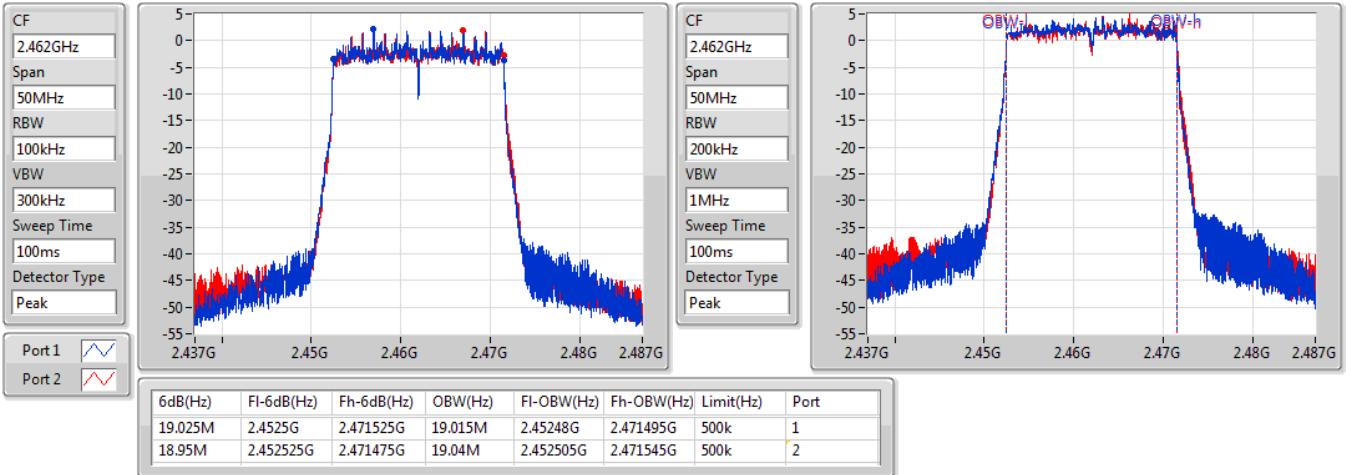 CF
2.462GHz
Span
50MHz
RBW
100kHz
VBW
300kHz
Sweep Time
100ms
Detector Type
Peak
Port 1
Port 2
5
0
-5
-10
-15
-20
-25
-30
-35
-40
-45
-50
-55
2.437G 2.45G 2.46G 2.47G 2.48G 2.487G
CF
2.462GHz
Span
50MHz
RBW
200kHz
VBW
1MHz
Sweep Time
100ms
Detector Type
Peak
5
0
-5
-10
-15
-20
-25
-30
-35
-40
-45
-50
-55
OBW-l OBW-h
2.437G 2.45G 2.46G 2.47G 2.48G 2.487G
6dB(Hz) Fl-6dB(Hz) Fh-6dB(Hz) OBW(Hz) Fl-OBW(Hz) Fh-OBW(Hz) Limit(Hz) Port
19.025M 2.4525G 2.471525G 19.015M 2.45248G 2.471495G 500k 1
18.95M 2.452525G 2.471475G 19.04M 2.452505G 2.471545G 500k 2